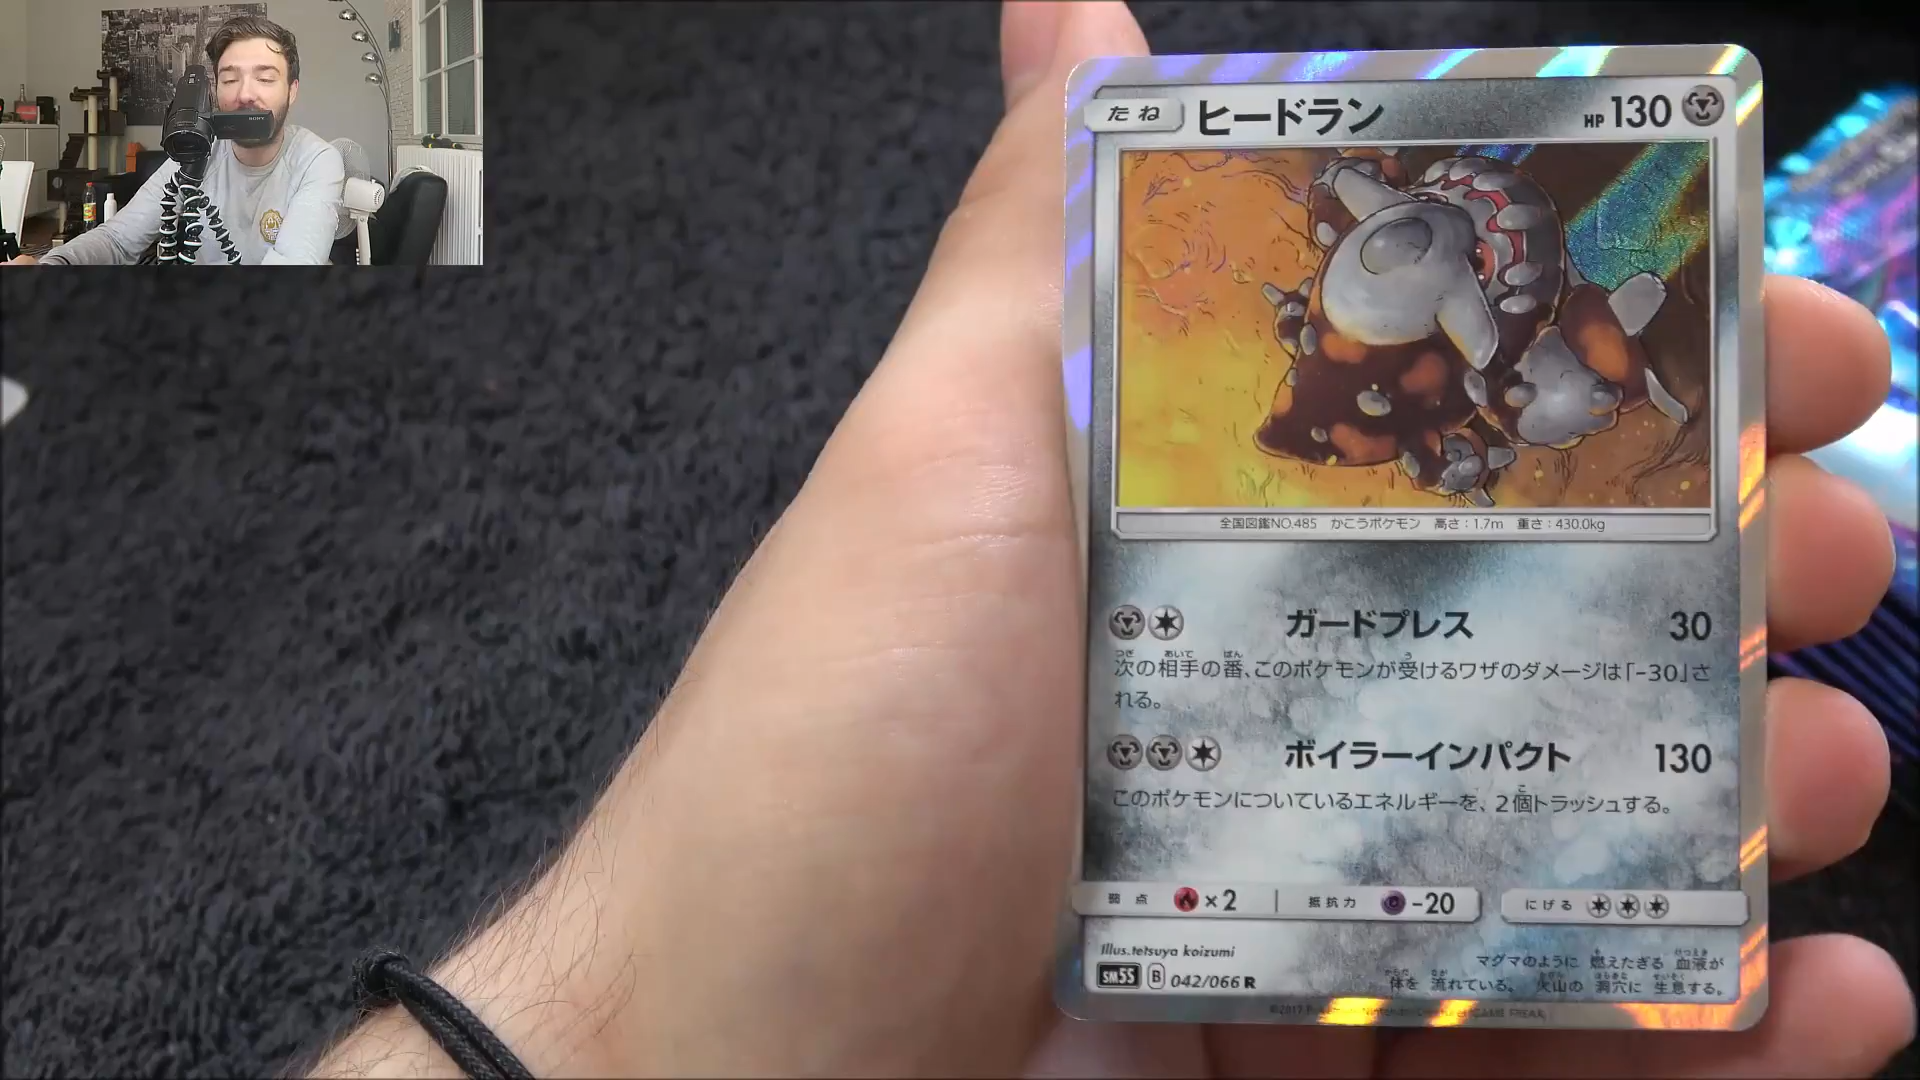 SONY
たね ヒードラン HP 130
全国図鑑NO.485 かこうポケモン 高さ:1.7m 重さ:430.0kg
ガードプレス 30
次の相手の番、このポケモンが受けるワザのダメージは「-30」さ
れる。
ボイラーインパクト 130
このポケモンについているエネルギーを、2個トラッシュする。
弱点 ×2 抵抗力 -20 にげる
Illus.tetsuya koizumi
マグマのように 燃えたぎる 血液が
SM5S B 042/066 R
体を 流れている。 火山の 洞穴に 生息する。